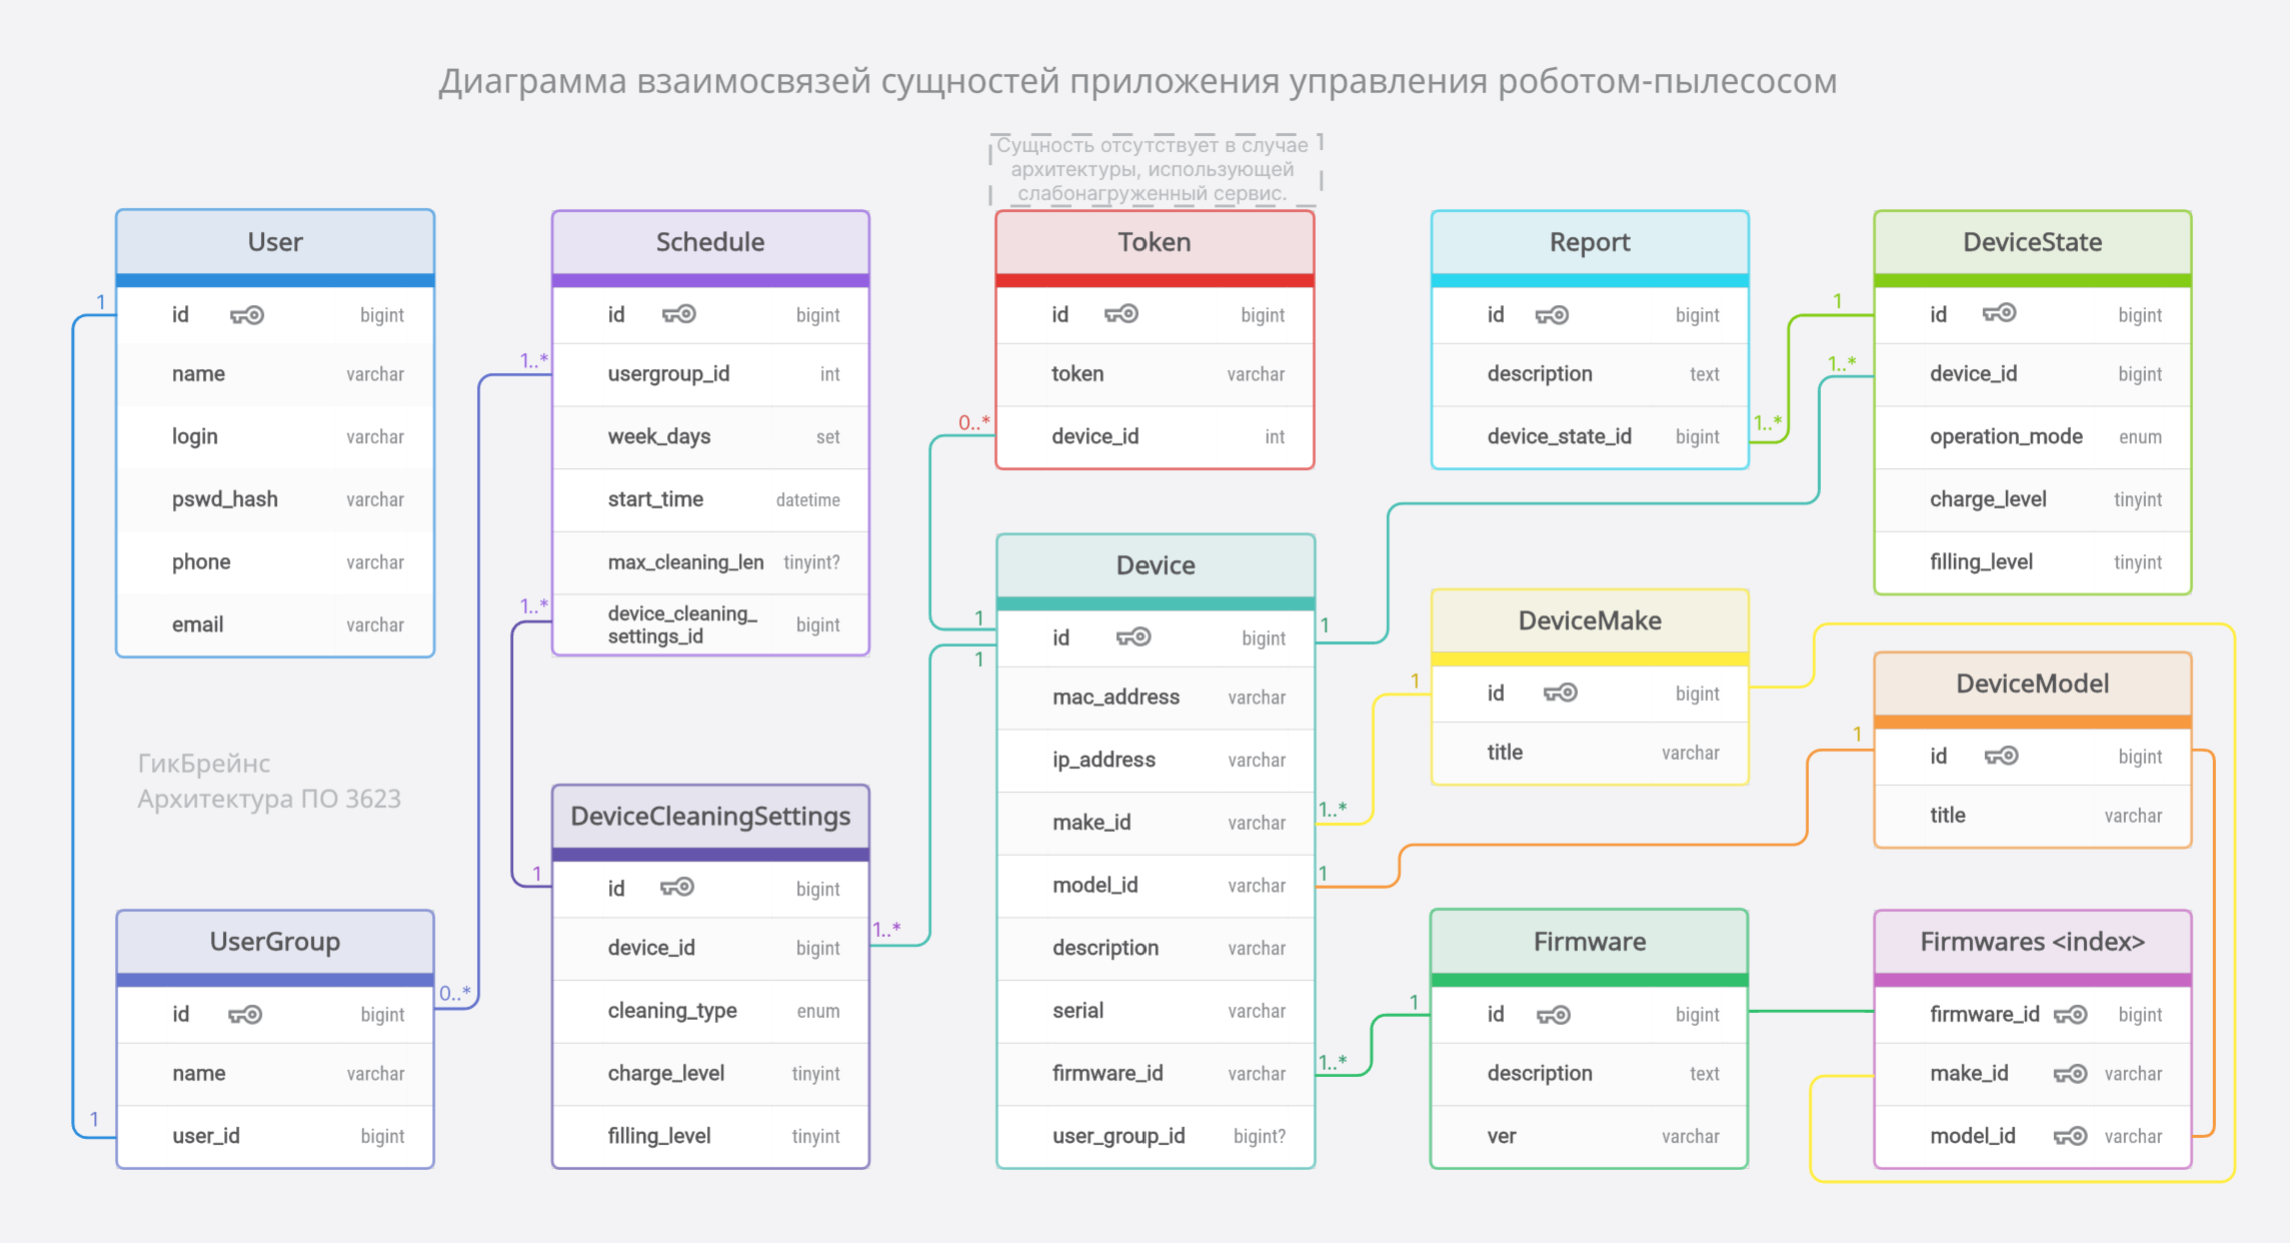 Диаграмма взаимосвязей сущностей приложения управления роботом-пылесосом
Сущность отсутствует в случае
архитектуры, использующей
слабонагруженный сервис.
User
1
id bigint
name varchar
login varchar
pswd_hash varchar
phone varchar
email varchar
ГикБрейнс
Архитектура ПО 3623
UserGroup
id bigint
0..*
name varchar
1
user_id bigint
Schedule
id bigint
1..*
usergroup_id int
week_days set
start_time datetime
max_cleaning_len tinyint?
1..*
device_cleaning_
settings_id bigint
DeviceCleaningSettings
1
id bigint
1..*
device_id bigint
cleaning_type enum
charge_level tinyint
filling_level tinyint
Token
id bigint
token varchar
0..*
device_id int
Device
1
1
id bigint
1
mac_address varchar
ip_address varchar
1..*
make_id varchar
1
model_id varchar
description varchar
serial varchar
1..*
firmware_id varchar
user_group_id bigint?
Report
id bigint
description text
1..*
device_state_id bigint
DeviceMake
1
id bigint
title varchar
Firmware
1
id bigint
description text
ver varchar
DeviceState
1
id bigint
1..*
device_id bigint
operation_mode enum
charge_level tinyint
filling_level tinyint
DeviceModel
1
id bigint
title varchar
Firmwares <index>
firmware_id bigint
make_id varchar
model_id varchar